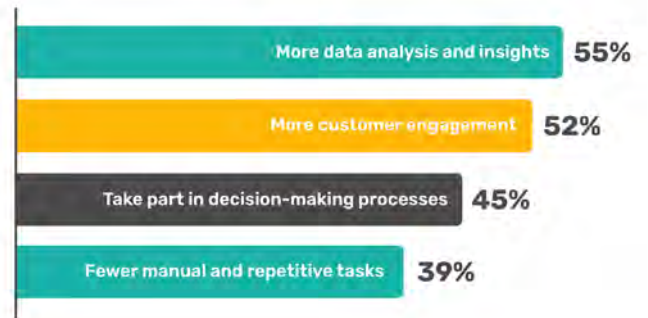 More data analysis and insights 55%
More customer engagement 52%
Take part in decision-making processes 45%
Fewer manual and repetitive tasks 39%